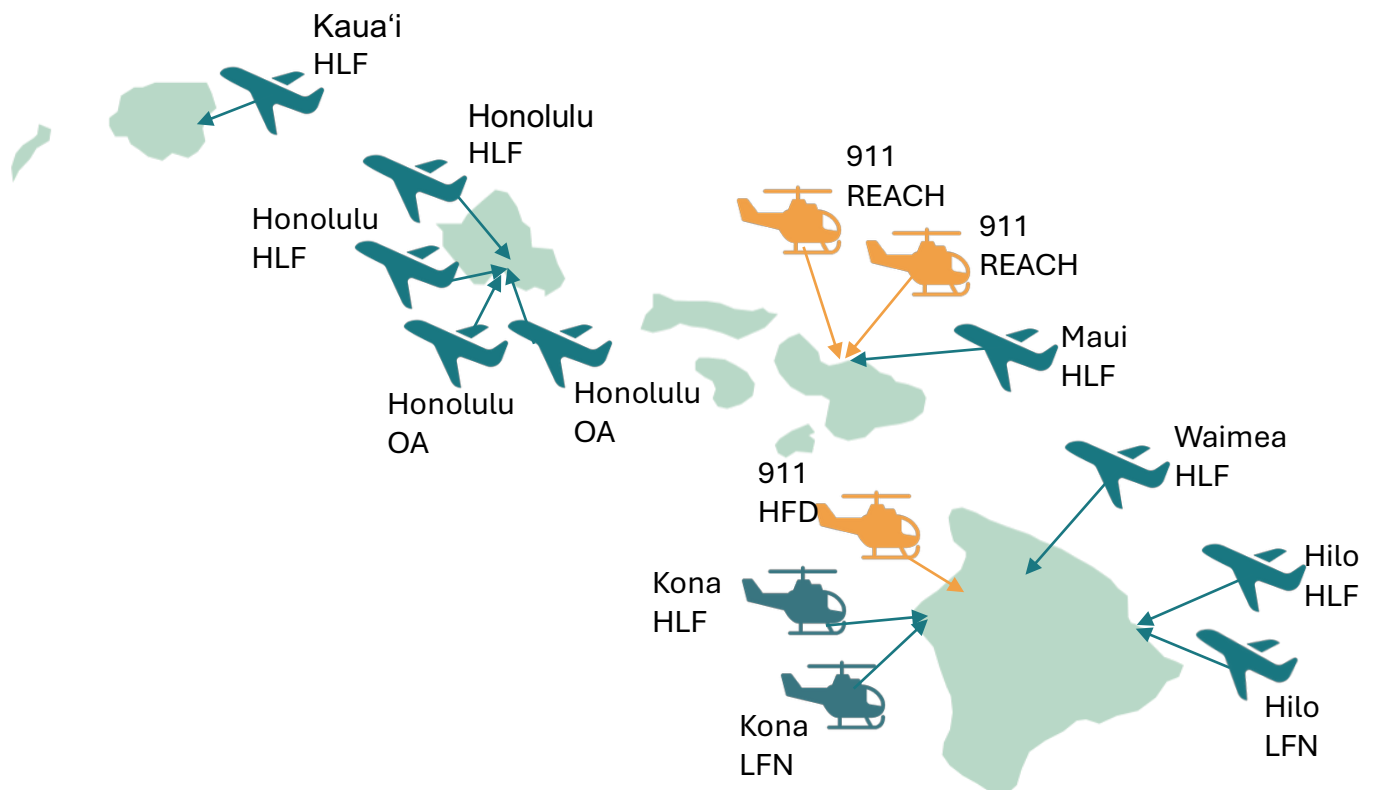 Kauaʻi
HLF
Honolulu
HLF
Honolulu
HLF
Honolulu
OA
Honolulu
OA
911
REACH
911
REACH
Maui
HLF
Waimea
HLF
911
HFD
Kona
HLF
Kona
LFN
Hilo
HLF
Hilo
LFN